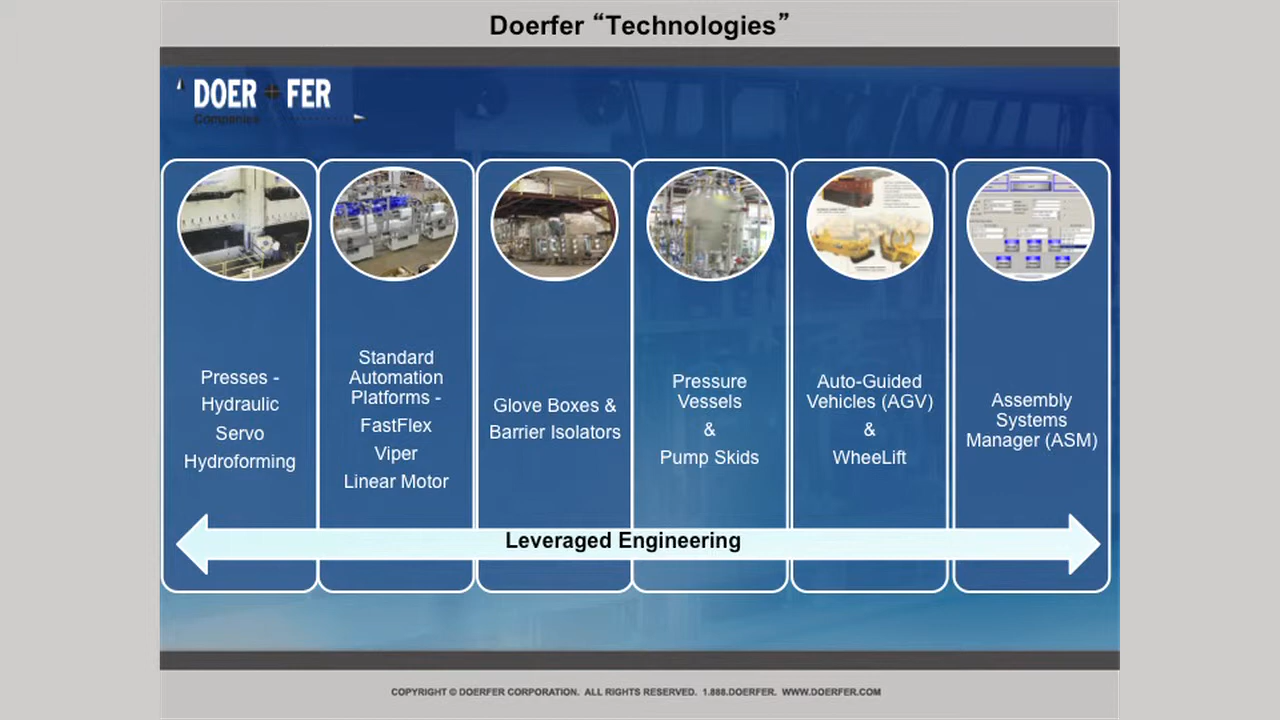 Doerfer “Technologies”
DOER FER
Companies
Presses -
Hydraulic
Servo
Hydroforming
Standard
Automation
Platforms -
FastFlex
Viper
Linear Motor
Glove Boxes &
Barrier Isolators
Pressure
Vessels
&
Pump Skids
Auto-Guided
Vehicles (AGV)
&
WheeLift
Assembly
Systems
Manager (ASM)
Leveraged Engineering
COPYRIGHT © DOERFER CORPORATION. ALL RIGHTS RESERVED. 1.888.DOERFER. WWW.DOERFER.COM